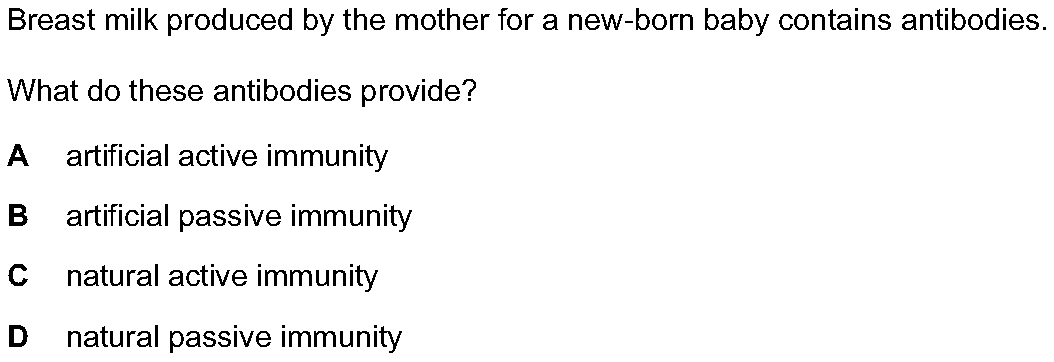 Breast milk produced by the mother for a new-born baby contains antibodies.
What do these antibodies provide?
A artificial active immunity
B artificial passive immunity
C natural active immunity
D natural passive immunity